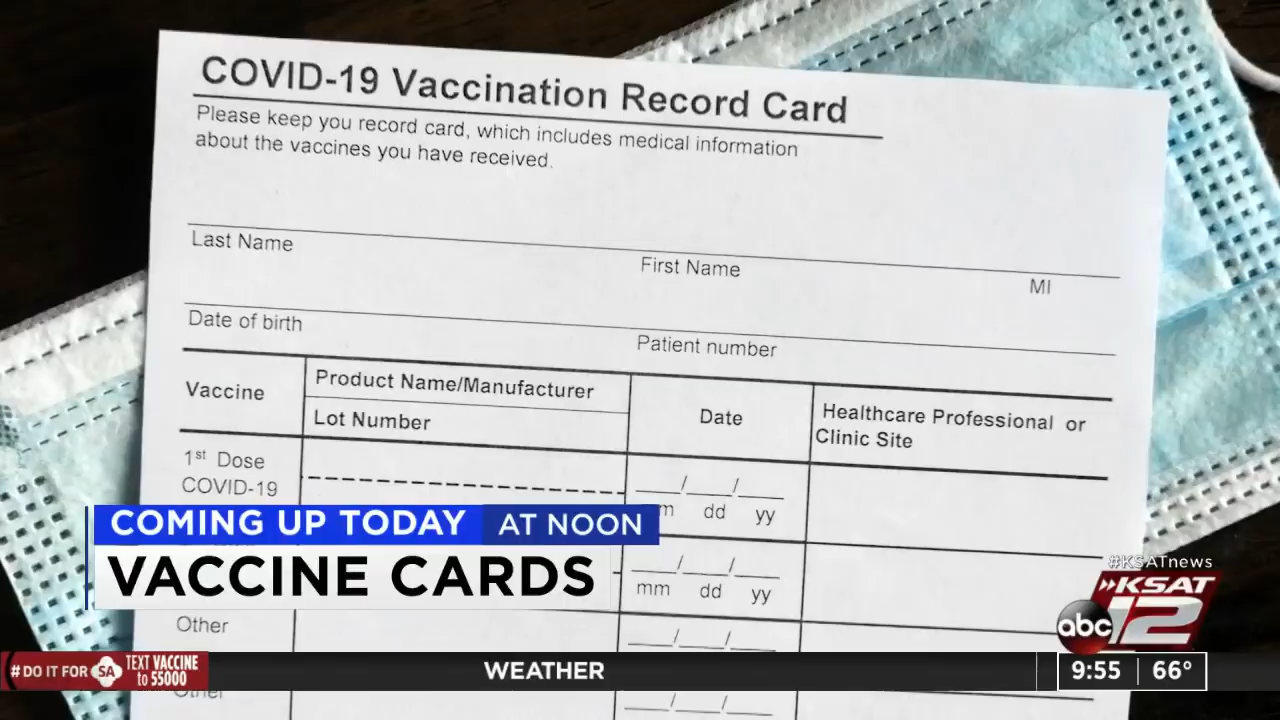 COVID-19 Vaccination Record Card
Please keep you record card, which includes medical information
about the vaccines you have received.
Last Name First Name MI
Date of birth Patient number
Vaccine
Product Name/Manufacturer
Lot Number
Date
Healthcare Professional or
Clinic Site
1st Dose
COVID-19
/ /
dd yy
/ /
mm dd yy
Other
/ /
Other
/ /
COMING UP TODAY AT NOON
VACCINE CARDS
#KSATnews
KSAT
abc 12
#DO IT FOR SA TEXT VACCINE
to 55000
WEATHER
9:55 66°